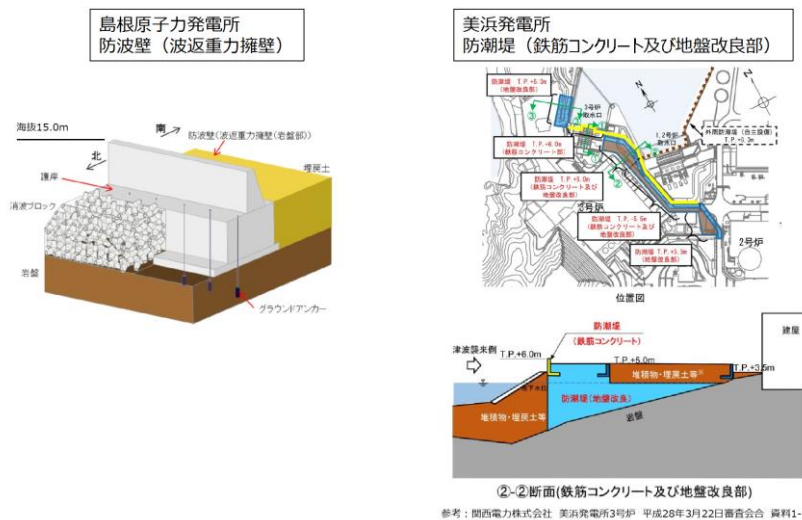 島根原子力発電所
防波壁（波返重力擁壁）
海抜15.0m
南
北
防波壁(波返重力擁壁(岩盤部))
埋戻土
護岸
消波ブロック
岩盤
グラウンドアンカー
美浜発電所
防潮堤（鉄筋コンクリート及び地盤改良部）
防潮堤 T.P.+5.3m
(地盤改良部)
3号炉
取水口
1,2号炉
取水口
外周防潮堤（自主設備）
T.P.+5.3m
防潮堤 T.P.+6.0m
(鉄筋コンクリート部)
防潮堤 T.P.+5.0m
(鉄筋コンクリート及び
地盤改良部)
3号炉
防潮堤 T.P.+5.5m
(鉄筋コンクリート及び
地盤改良部)
防潮堤 T.P.+5.3m
(地盤改良部)
2号炉
位置図
防潮堤
(鉄筋コンクリート)
建屋
津波襲来側
T.P.+6.0m
T.P.+5.0m
T.P.+3.5m
堆積物・埋戻土等
防潮堤(地盤改良)
堆積物・埋戻土等
岩盤
②-②断面(鉄筋コンクリート及び地盤改良部)
参考：関西電力株式会社 美浜発電所3号炉 平成28年3月22日審査会合 資料1-